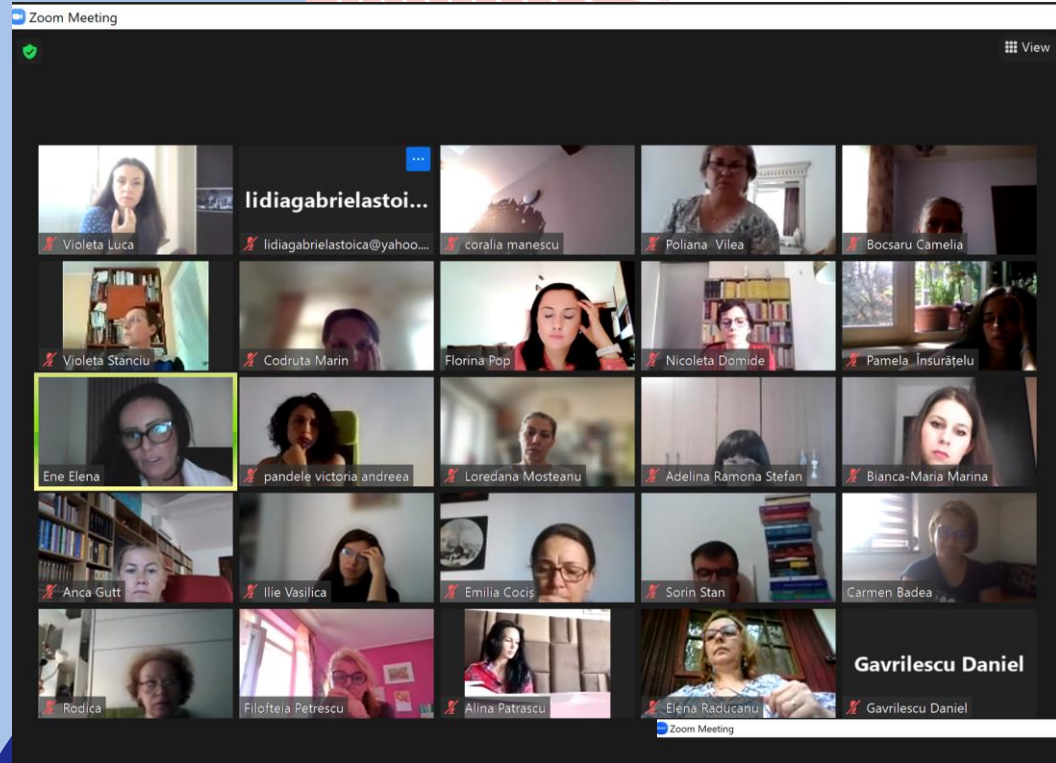 Zoom Meeting
View
lidiagabrielastoi...
Violeta Luca
lidiagabrielastoica@yahoo....
coralia manescu
Poliana Vilea
Bocsaru Camelia
Violeta Stanciu
Codruta Marin
Florina Pop
Nicoleta Domide
Pamela Însurățelu
Ene Elena
pandele victoria andreea
Loredana Mosteanu
Adelina Ramona Stefan
Bianca-Maria Marina
Anca Gutt
Ilie Vasilica
Emilia Cociș
Sorin Stan
Carmen Badea
Gavrilescu Daniel
Rodica
Filofteia Petrescu
Alina Patrascu
Elena Raducanu
Gavrilescu Daniel
Zoom Meeting